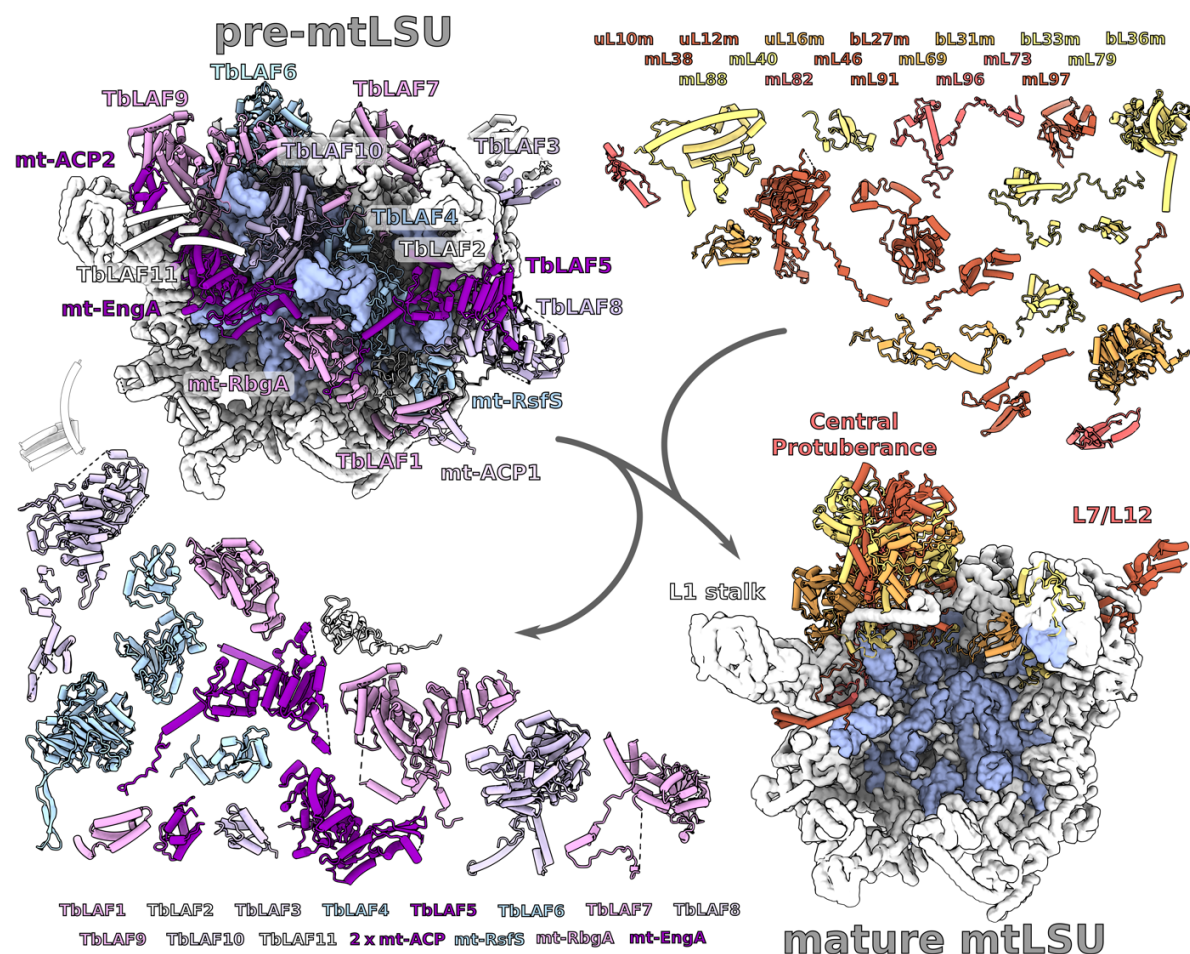 pre-mtLSU
uL10m uL12m uL16m bL27m bL31m bL33m bL36m
mL38 mL40 mL46 mL69 mL73 mL79
mL88 mL82 mL91 mL96 mL97
TbLAF6
TbLAF9
TbLAF7
TbLAF10
TbLAF3
mt-ACP2
TbLAF4
TbLAF2
TbLAF11
TbLAF5
mt-EngA
TbLAF8
mt-RbgA
mt-RsfS
TbLAF1
mt-ACP1
Central
Protuberance
L7/L12
L1 stalk
TbLAF1 TbLAF2 TbLAF3 TbLAF4 TbLAF5 TbLAF6 TbLAF7 TbLAF8
TbLAF9 TbLAF10 TbLAF11 2 x mt-ACP mt-RsfS mt-RbgA mt-EngA
mature mtLSU